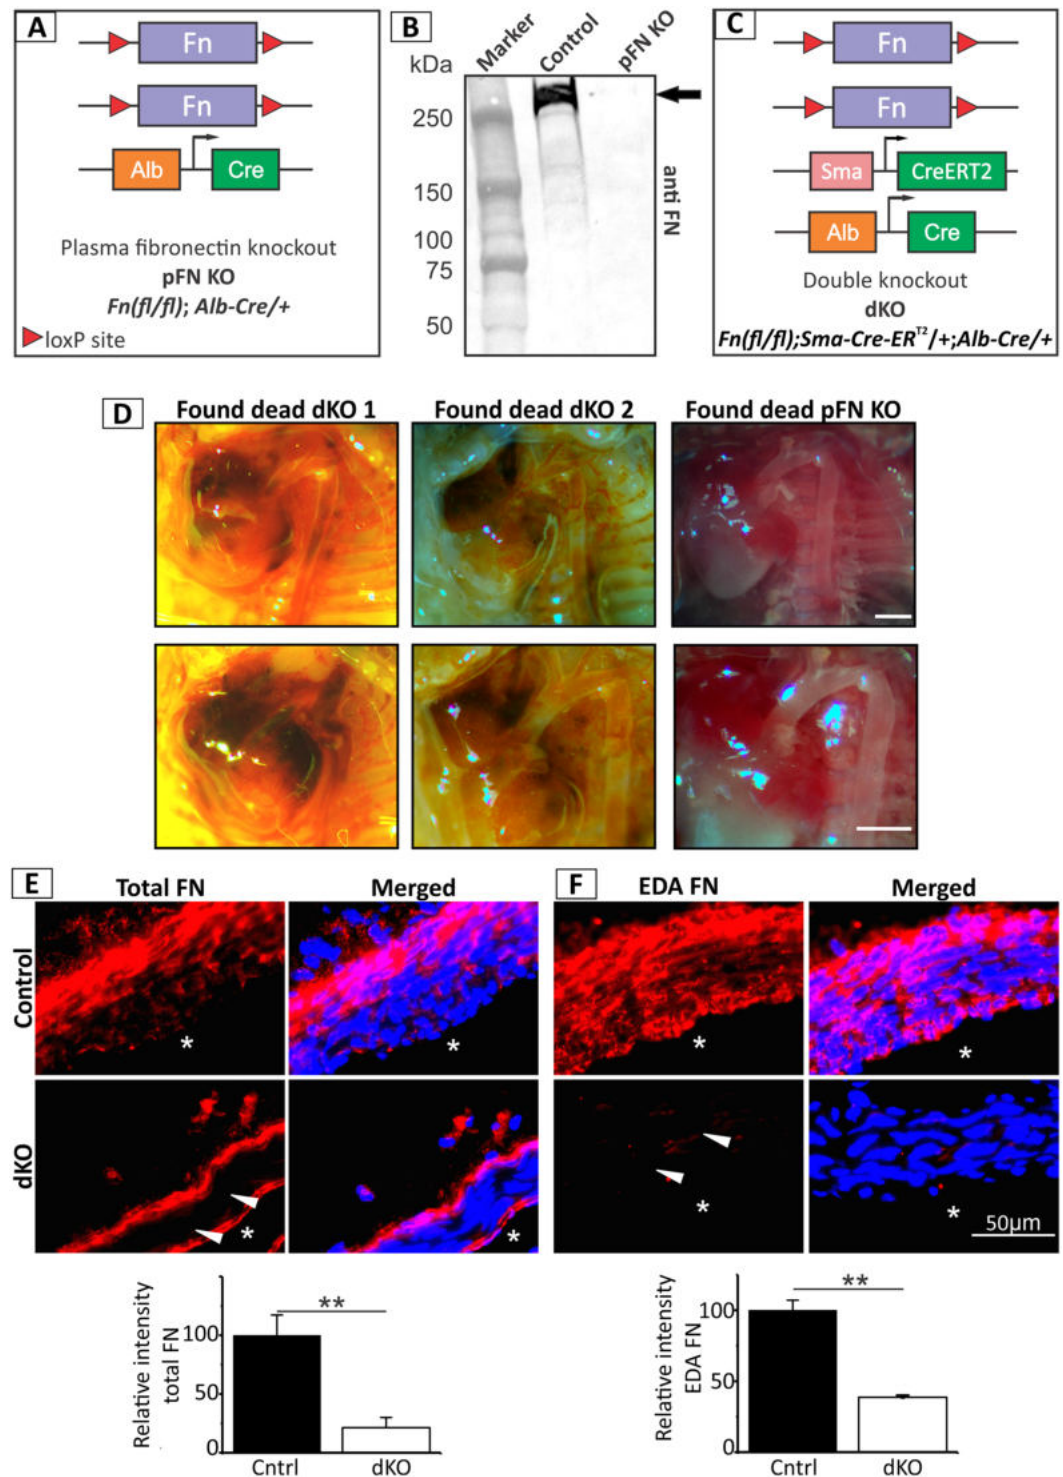 A
Fn
Fn
Alb Cre
Plasma fibronectin knockout
pFN KO
Fn(fl/fl); Alb-Cre/+
loxP site
B
kDa Marker Control pFN KO
250
150
100
75
50
anti FN
C
Fn
Fn
Sma CreERT2
Alb Cre
Double knockout
dKO
Fn(fl/fl);Sma-Cre-ER^T2/+;Alb-Cre/+
D
Found dead dKO 1 Found dead dKO 2 Found dead pFN KO
E
Total FN Merged
Control
*
*
dKO
*
*
Relative intensity
total FN
100
50
0
**
Cntrl dKO
F
EDA FN Merged
*
*
*
*
50µm
Relative intensity
EDA FN
100
50
0
**
Cntrl dKO